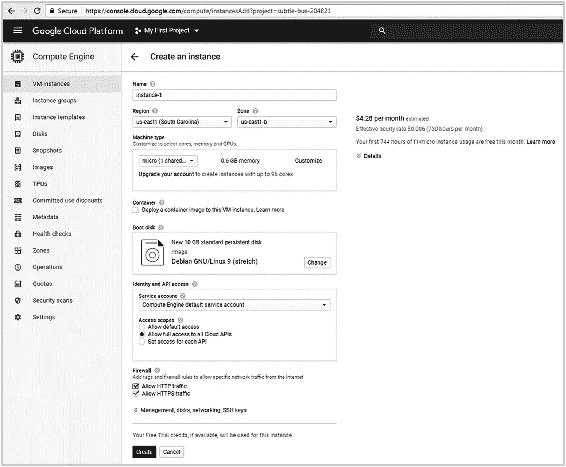 Secure https://console.cloud.google.com/compute/instancesAdd?project=subtle-bus-204821
Google Cloud Platform My First Project
Compute Engine
VM instances
Instance groups
Instance templates
Disks
Snapshots
Images
TPUs
Committed use discounts
Metadata
Health checks
Zones
Operations
Quotas
Security scans
Settings
Create an instance
Name
instance-1
Region Zone
us-east1 (South Carolina) us-east1-b
Machine type
Customize to select cores, memory and GPUs.
micro (1 shared... 0.6 GB memory Customize
Upgrade your account to create instances with up to 96 cores
Container
Deploy a container image to this VM instance. Learn more
Boot disk
New 10 GB standard persistent disk
Image
Debian GNU/Linux 9 (stretch) Change
Identity and API access
Service account
Compute Engine default service account
Access scopes
Allow default access
Allow full access to all Cloud APIs
Set access for each API
Firewall
Add tags and firewall rules to allow specific network traffic from the Internet
Allow HTTP traffic
Allow HTTPS traffic
Management, disks, networking, SSH keys
Your Free Trial credits, if available, will be used for this instance
Create Cancel
$4.28 per month estimated
Effective hourly rate $0.006 (730 hours per month)
Your first 744 hours of f1-micro instance usage are free this month. Learn more
Details